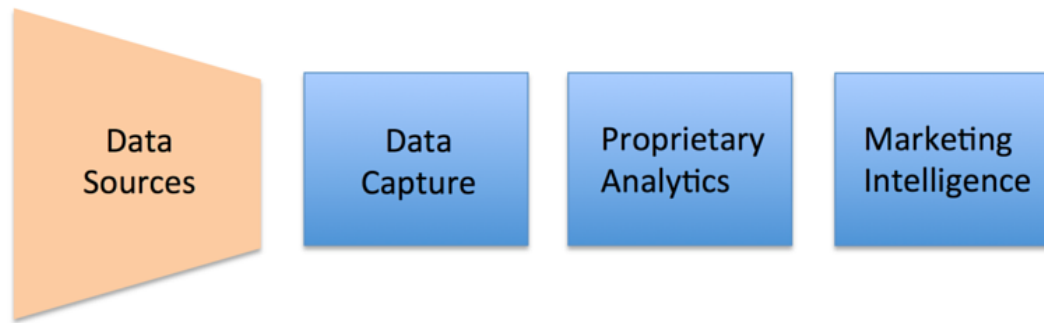 Data
Sources
Data
Capture
Proprietary
Analytics
Marketing
Intelligence